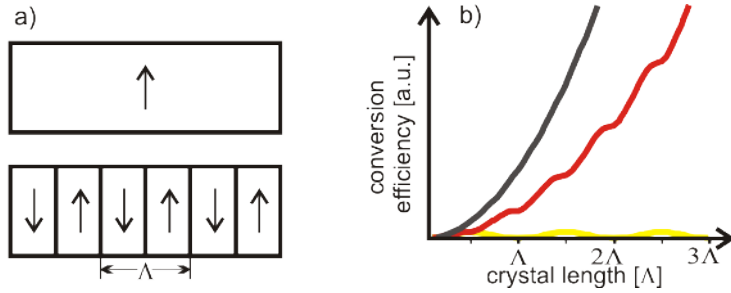 a)
Λ
b)
conversion
efficiency [a.u.]
Λ 2Λ 3Λ
crystal length [Λ]